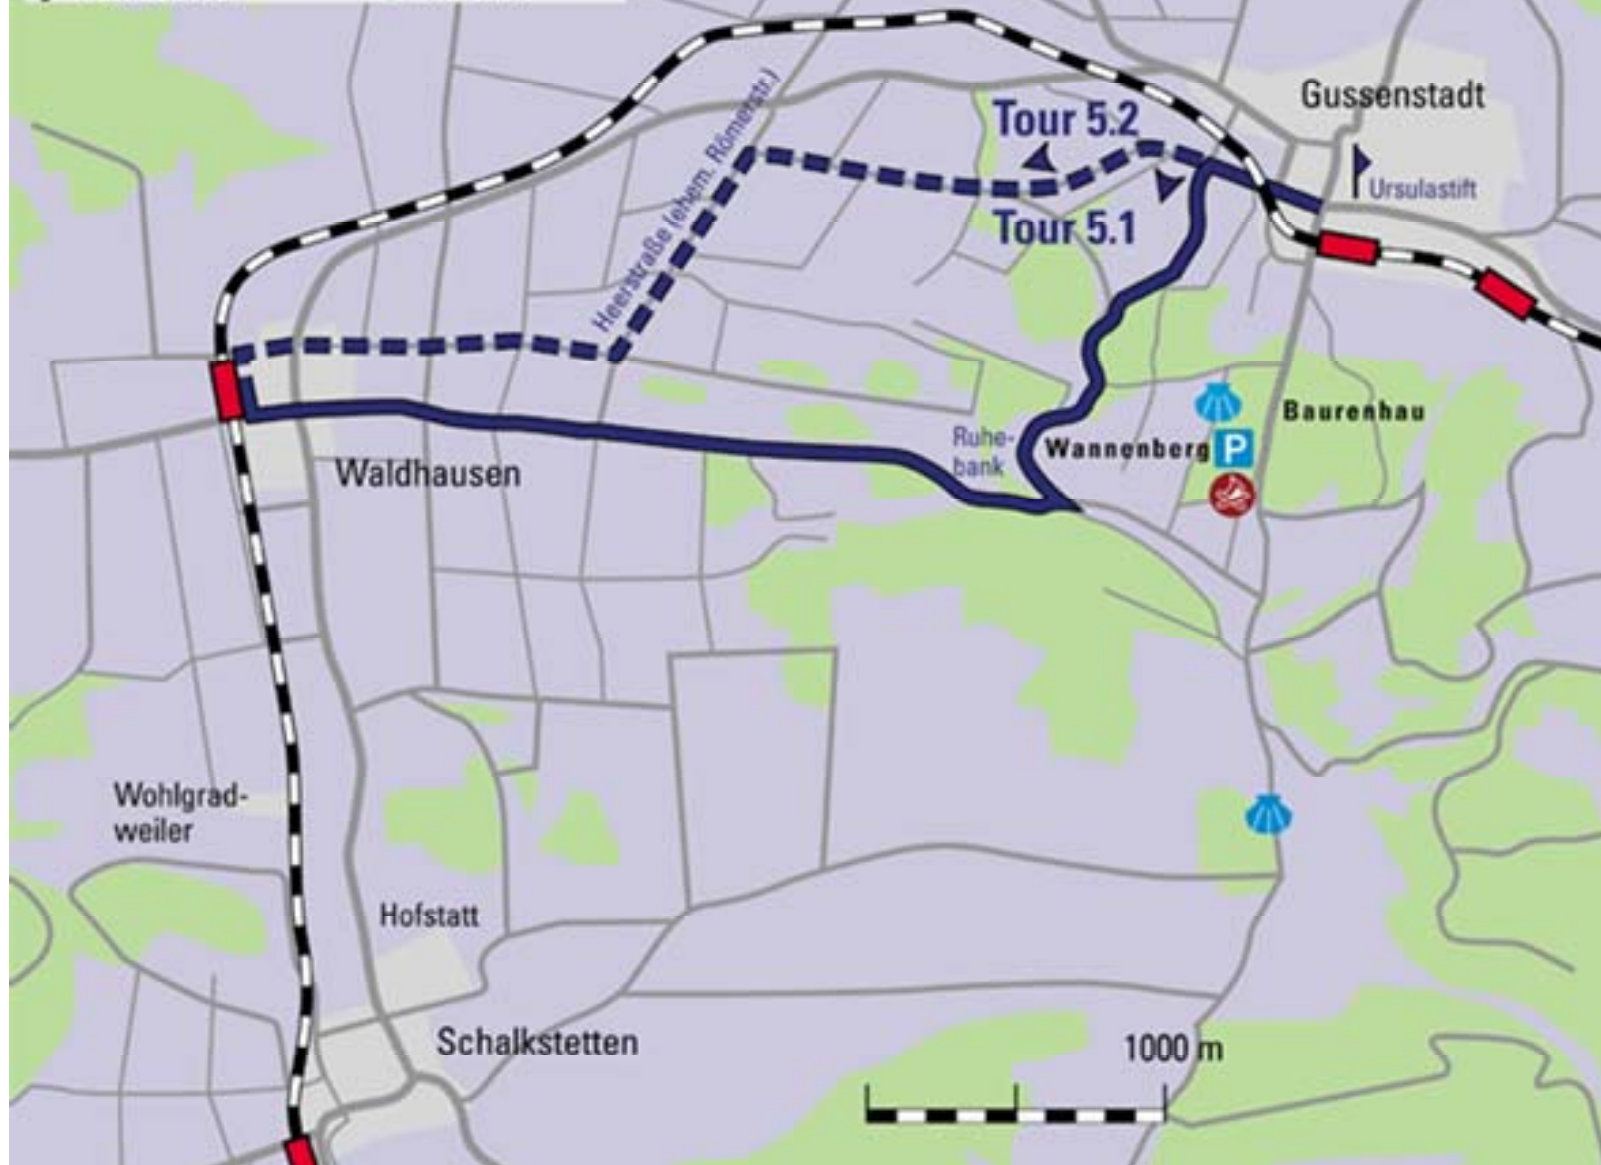 Gussenstadt
Tour 5.2
Ursulastift
Heerstraße (ehem. Römerstr.)
Tour 5.1
Baurenhau
Ruhe-
bank
Wannenberg
P
Waldhausen
Wohlgrad-
weiler
Hofstatt
Schalkstetten
1000 m